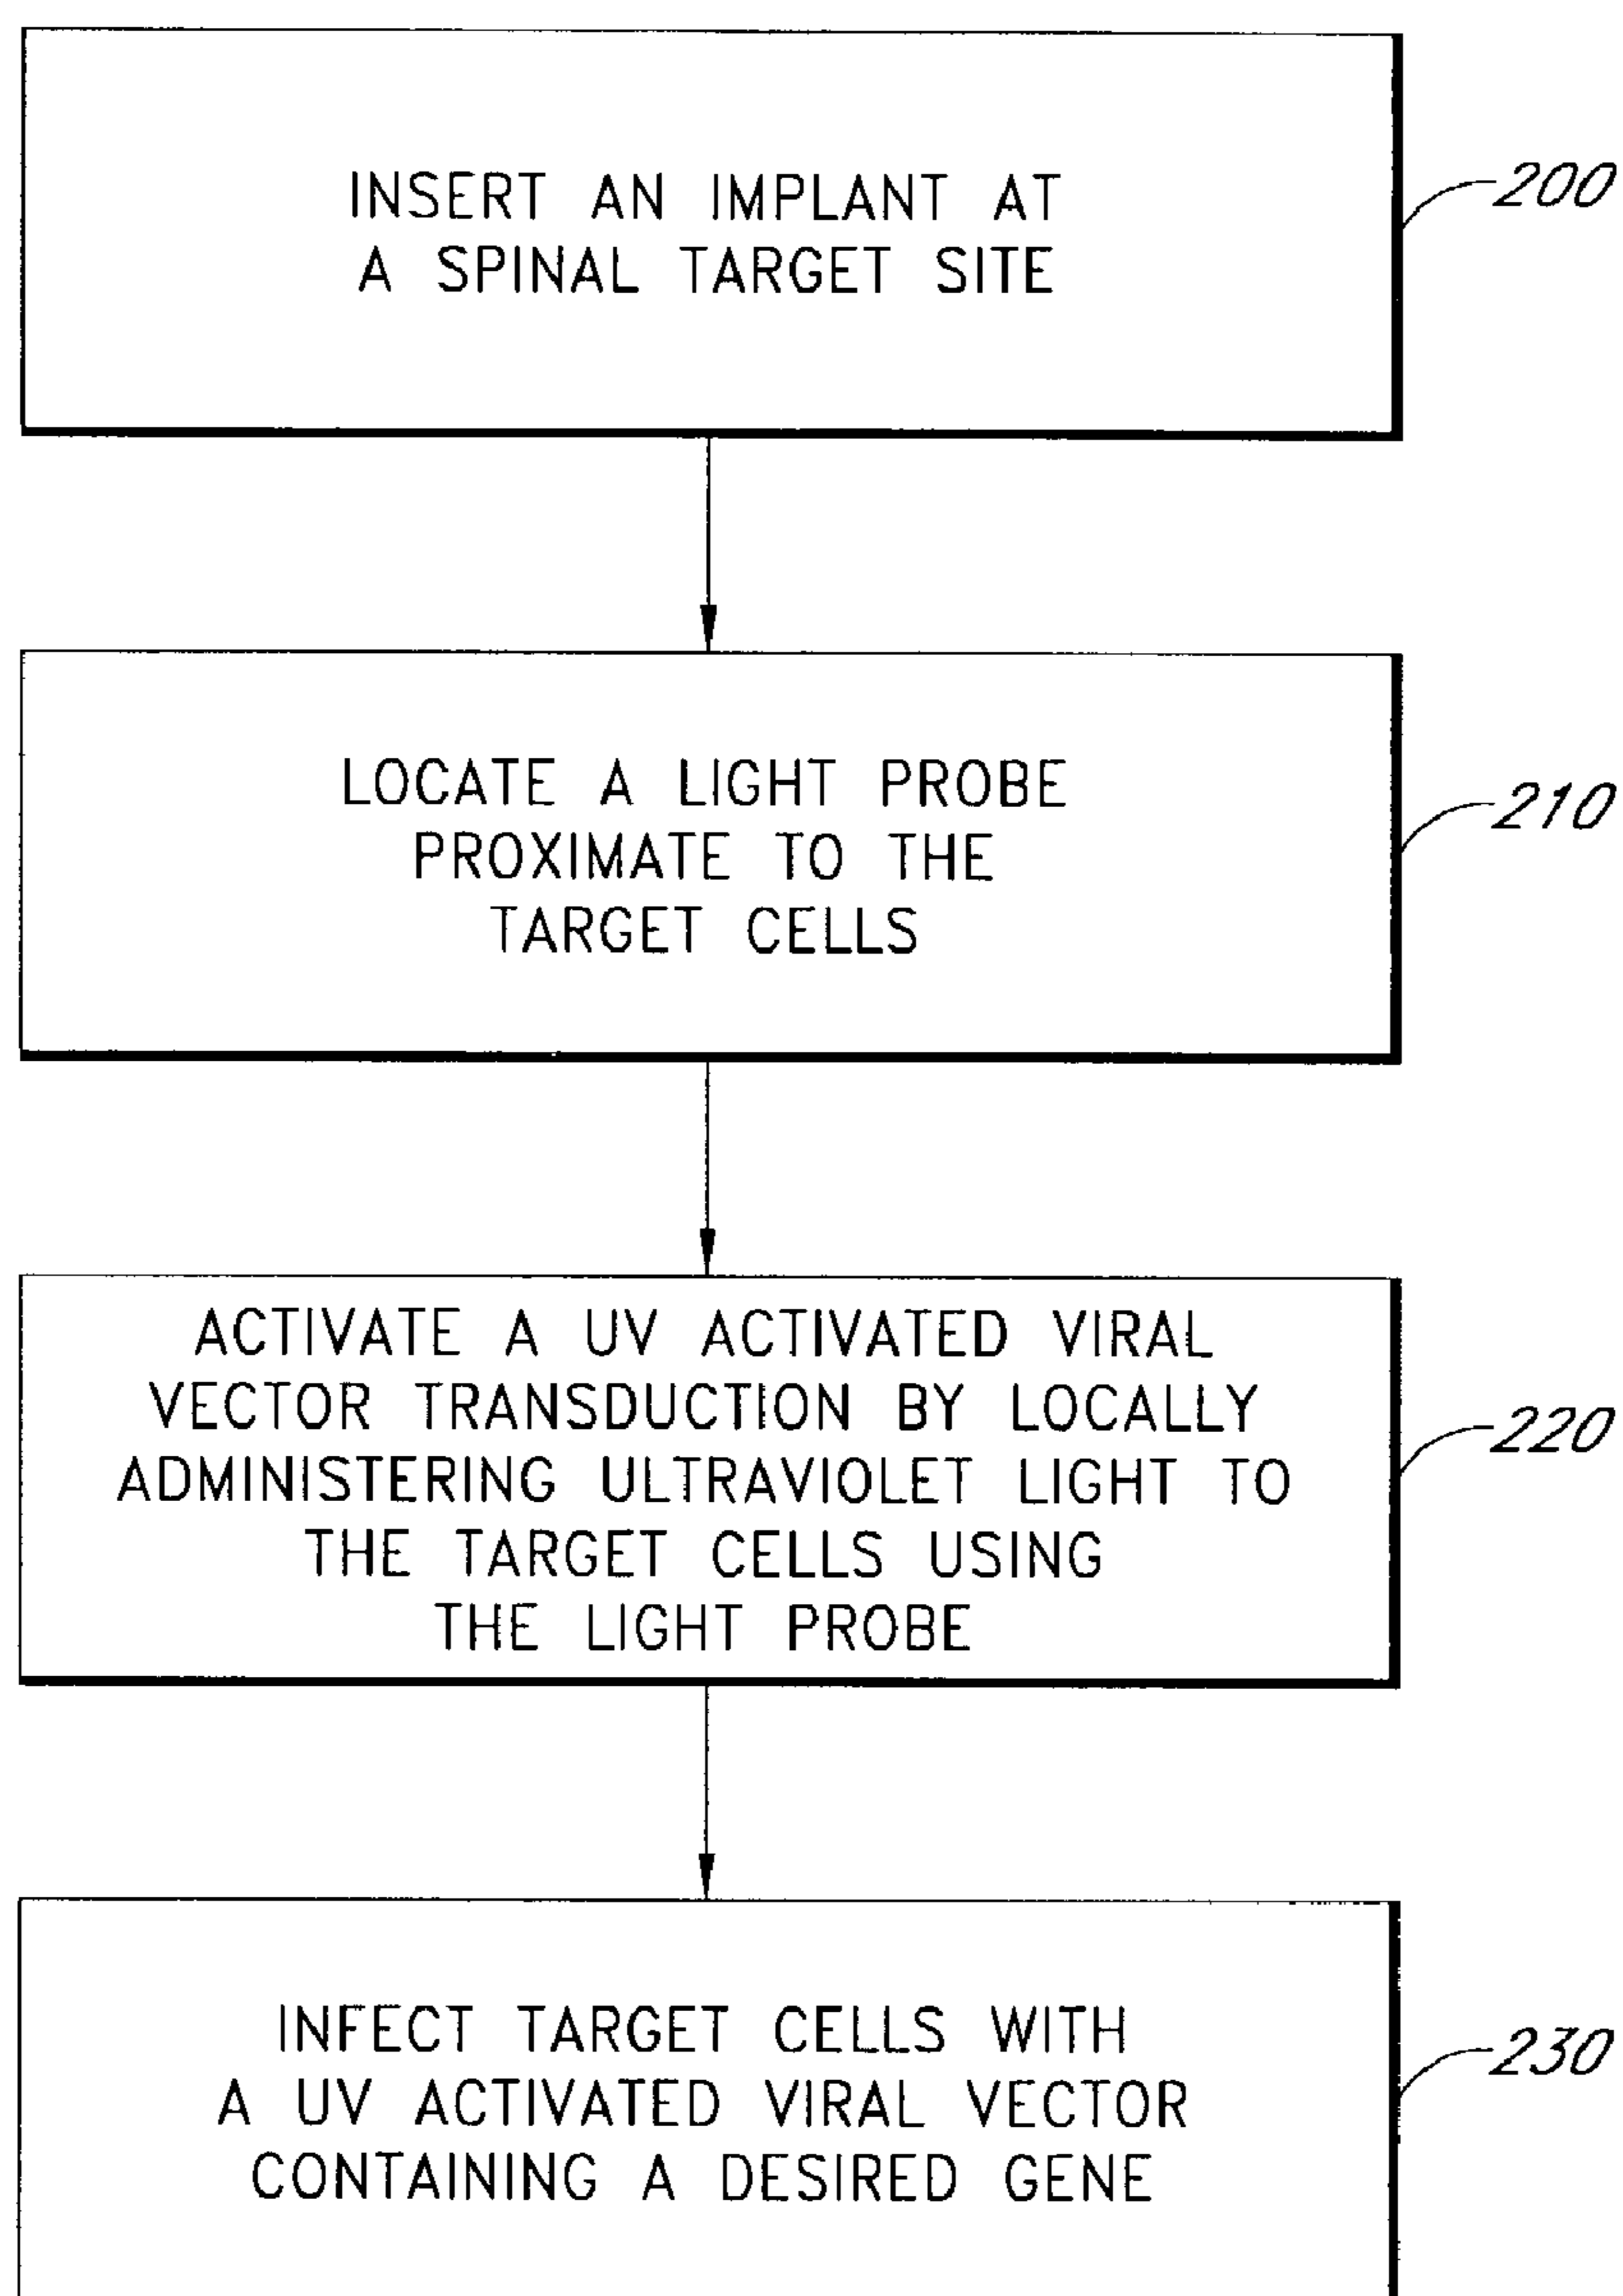 INSERT AN IMPLANT AT
A SPINAL TARGET SITE
200
LOCATE A LIGHT PROBE
PROXIMATE TO THE
TARGET CELLS
210
ACTIVATE A UV ACTIVATED VIRAL
VECTOR TRANSDUCTION BY LOCALLY
ADMINISTERING ULTRAVIOLET LIGHT TO
THE TARGET CELLS USING
THE LIGHT PROBE
220
INFECT TARGET CELLS WITH
A UV ACTIVATED VIRAL VECTOR
CONTAINING A DESIRED GENE
230